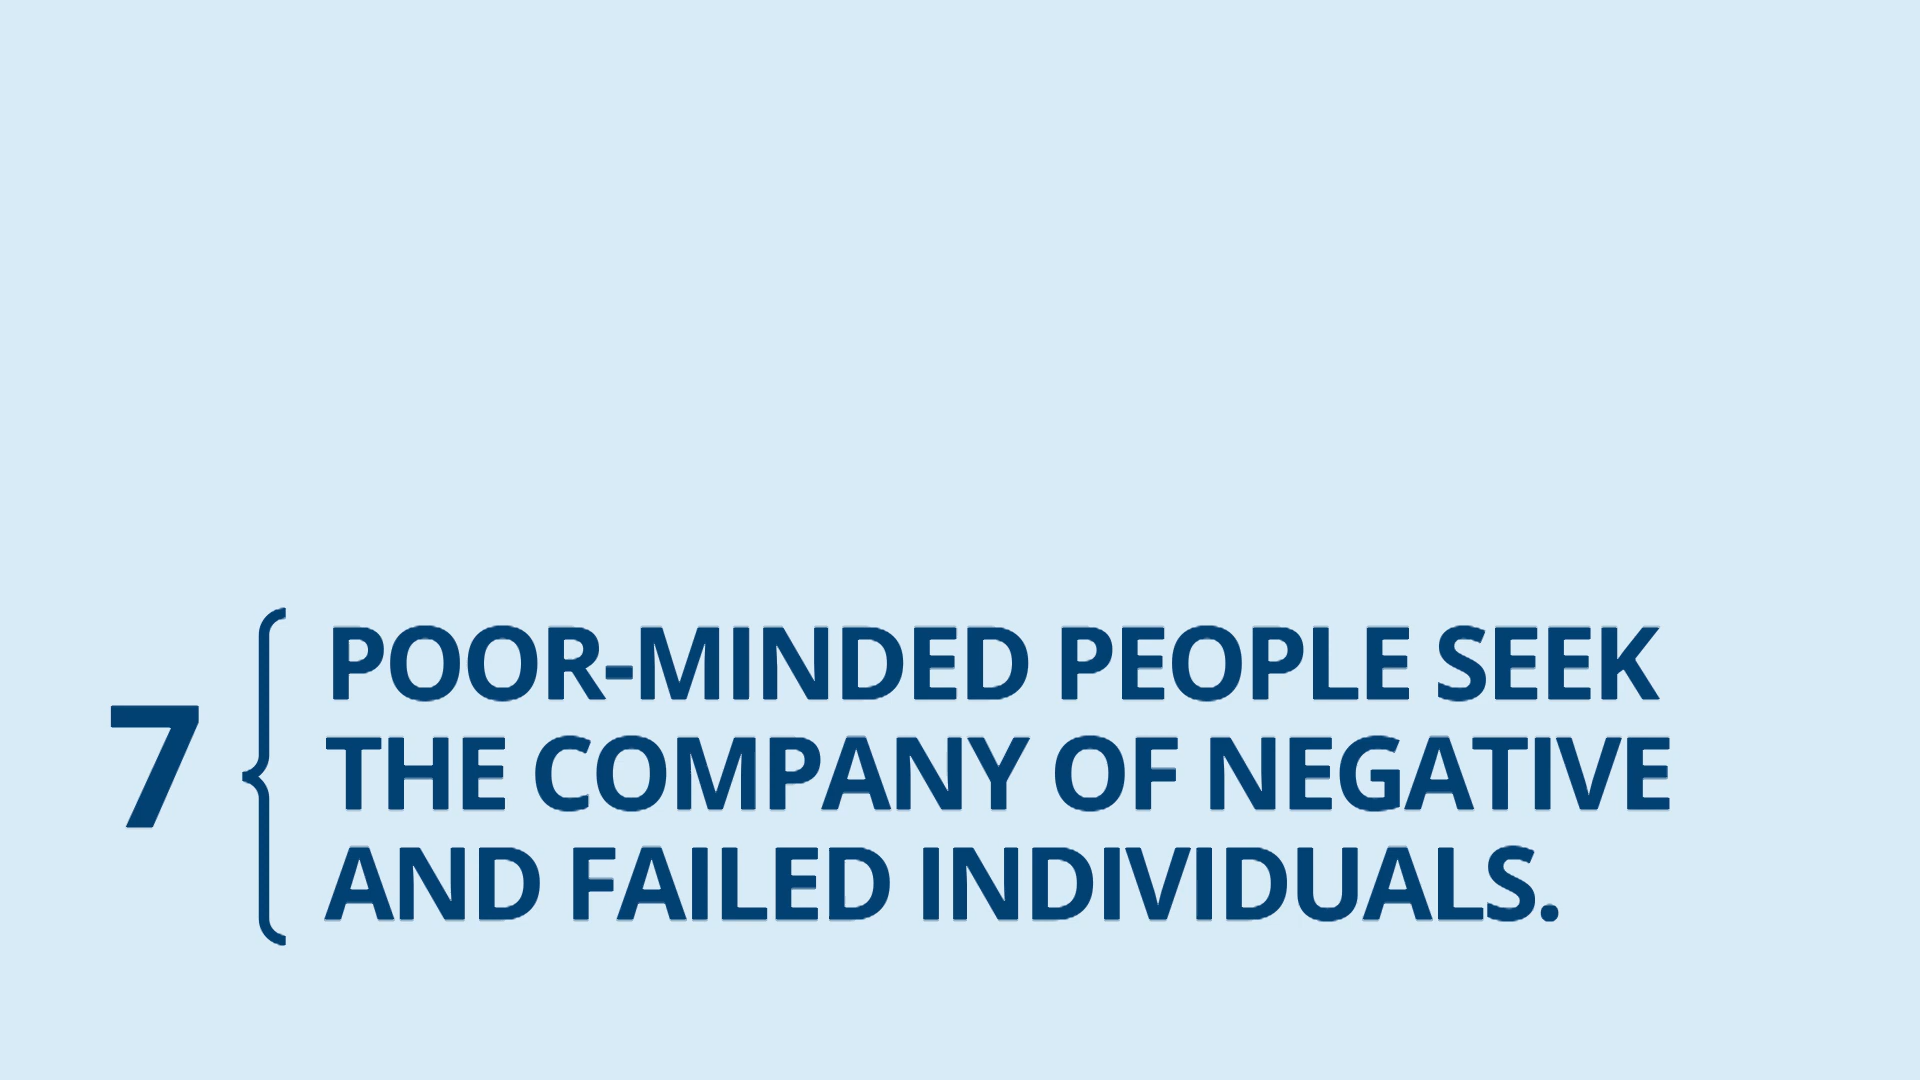 7
POOR-MINDED PEOPLE SEEK
THE COMPANY OF NEGATIVE
AND FAILED INDIVIDUALS.